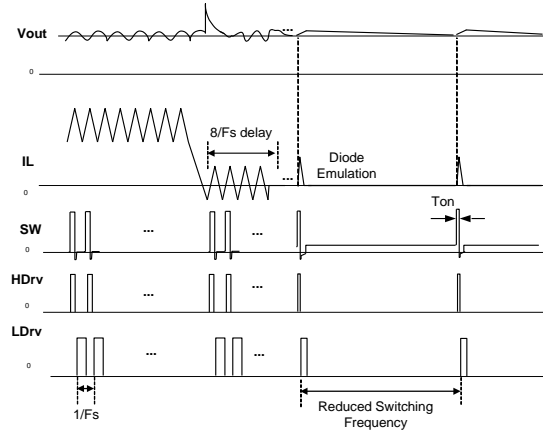 Vout
...
0
8/Fs delay
IL
...
Diode
Emulation
0
Ton
SW
...
...
0
HDrv
...
...
0
LDrv
...
...
0
1/Fs
Reduced Switching
Frequency